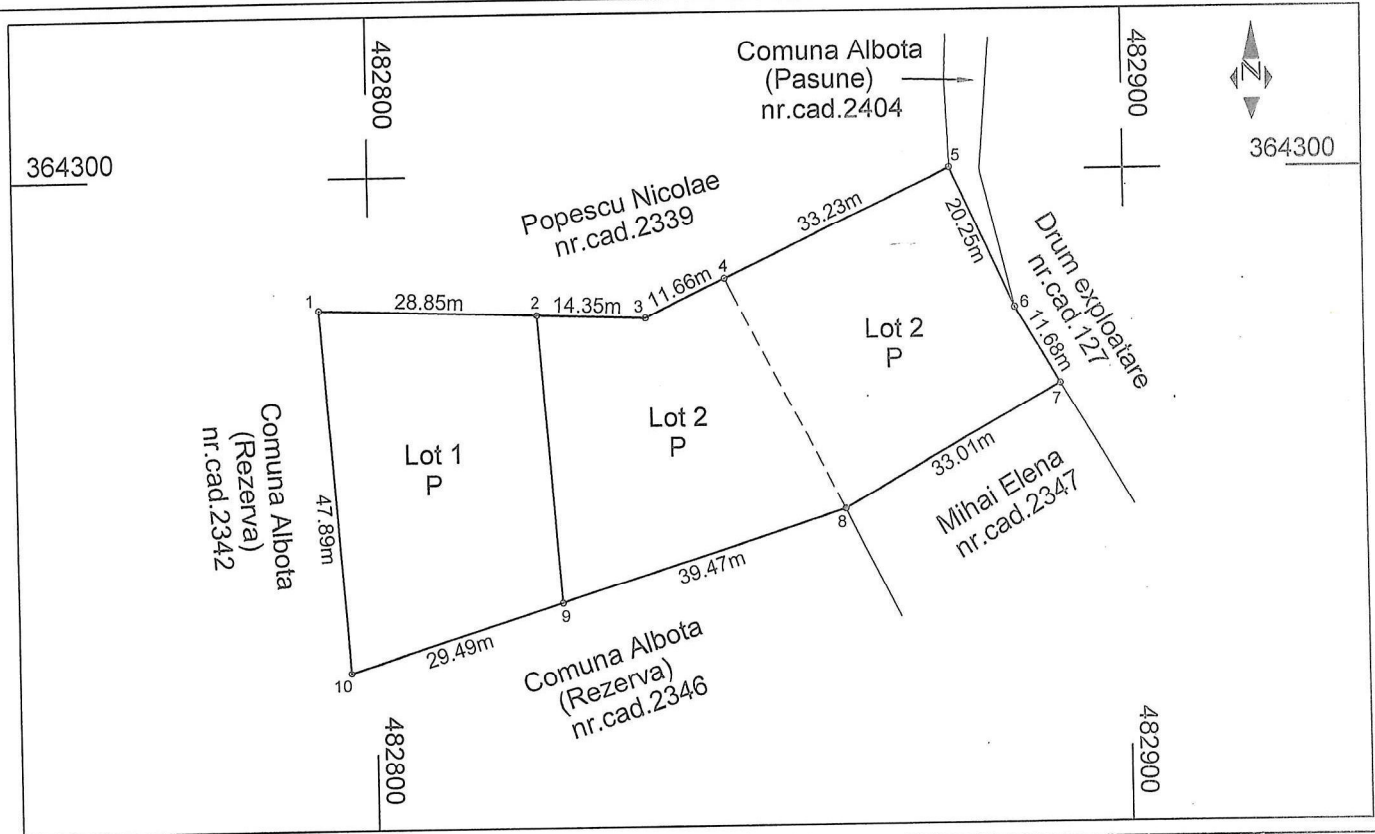 482800
Comuna Albota
(Pasune)
nr.cad.2404
482900
N
364300
364300
Popescu Nicolae
nr.cad.2339
5
33.23m
20.25m
Drum exploatare
nr.cad.127
4
11.66m
1
28.85m
2
14.35m
3
6
11.68m
Lot 2
P
7
Comuna Albota
(Rezerva)
nr.cad.2342
47.89m
Lot 1
P
Lot 2
P
33.01m
Mihai Elena
nr.cad.2347
8
39.47m
9
29.49m
10
Comuna Albota
(Rezerva)
nr.cad.2346
482800
482900